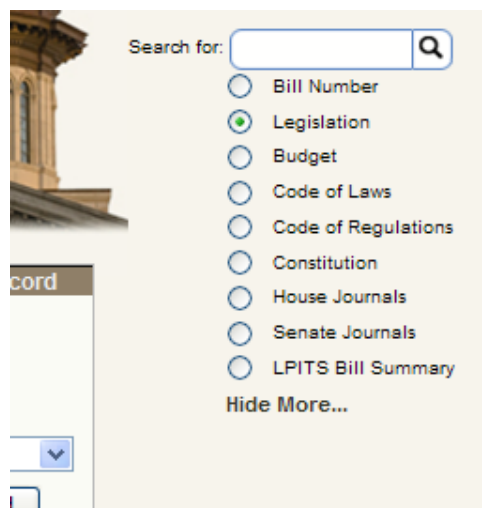 Search for:
Bill Number
Legislation
Budget
Code of Laws
Code of Regulations
Constitution
cord
House Journals
Senate Journals
LPITS Bill Summary
Hide More...